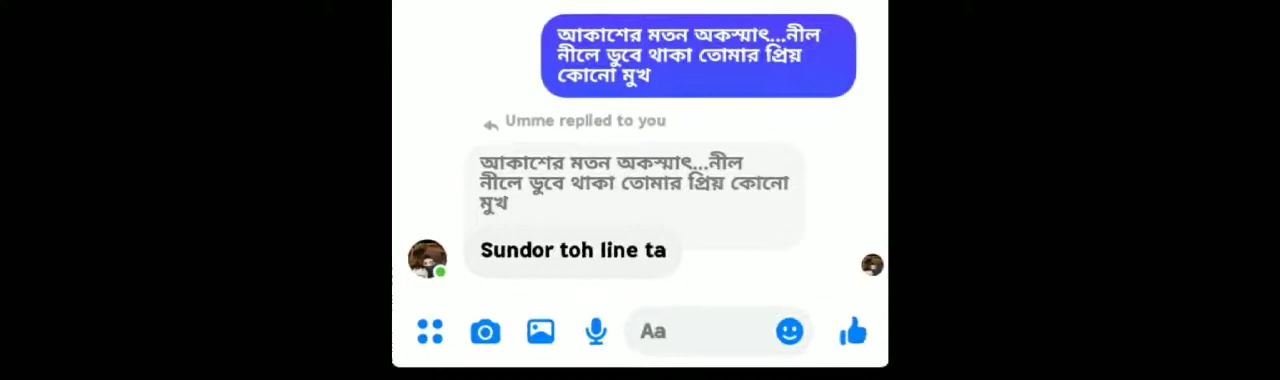 আকাশের মতন অকস্মাৎ...নীল
নীলে ডুবে থাকা তোমার প্রিয়
কোনো মুখ
Umme replied to you
আকাশের মতন অকস্মাৎ...নীল
নীলে ডুবে থাকা তোমার প্রিয় কোনো
মুখ
Sundor toh line ta
Aa